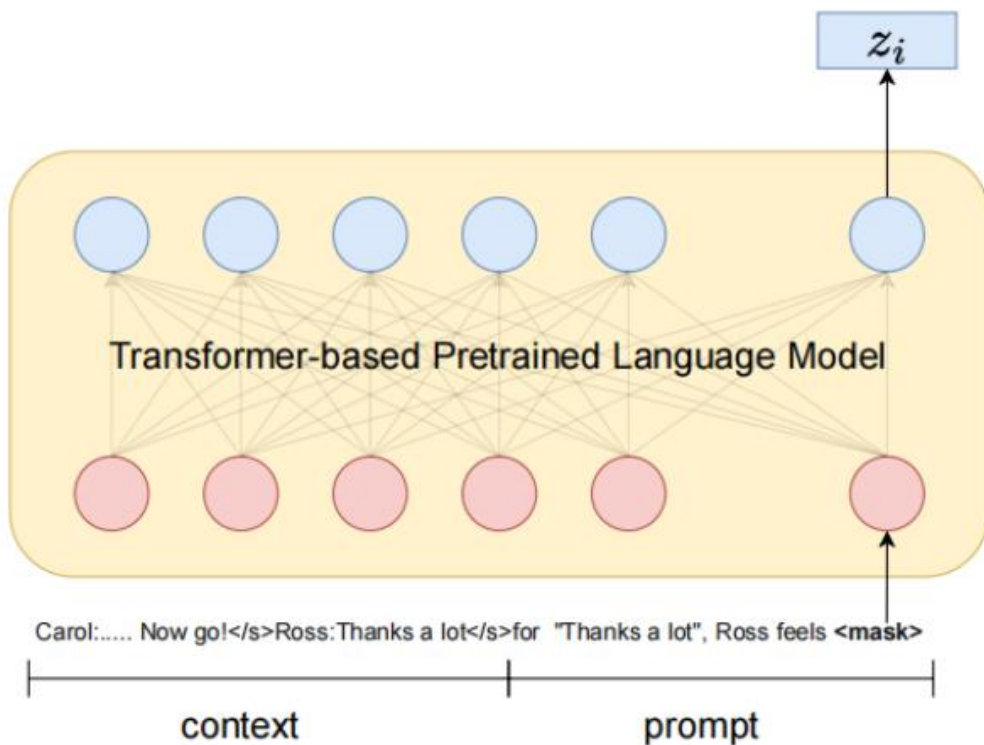 z_i
Transformer-based Pretrained Language Model
Carol:..... Now go!</s>Ross:Thanks a lot</s>for "Thanks a lot", Ross feels <mask>
context prompt